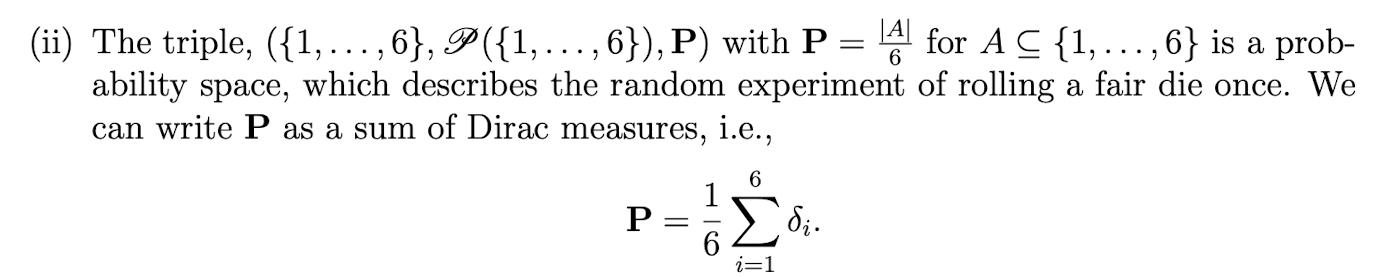 (ii) The triple, ({1, . . . , 6}, 𝒫({1, . . . , 6}), P) with P = |A|/6 for A ⊆ {1, . . . , 6} is a prob-
ability space, which describes the random experiment of rolling a fair die once. We
can write P as a sum of Dirac measures, i.e.,
P = 1/6 ∑_{i=1}^{6} δ_i.